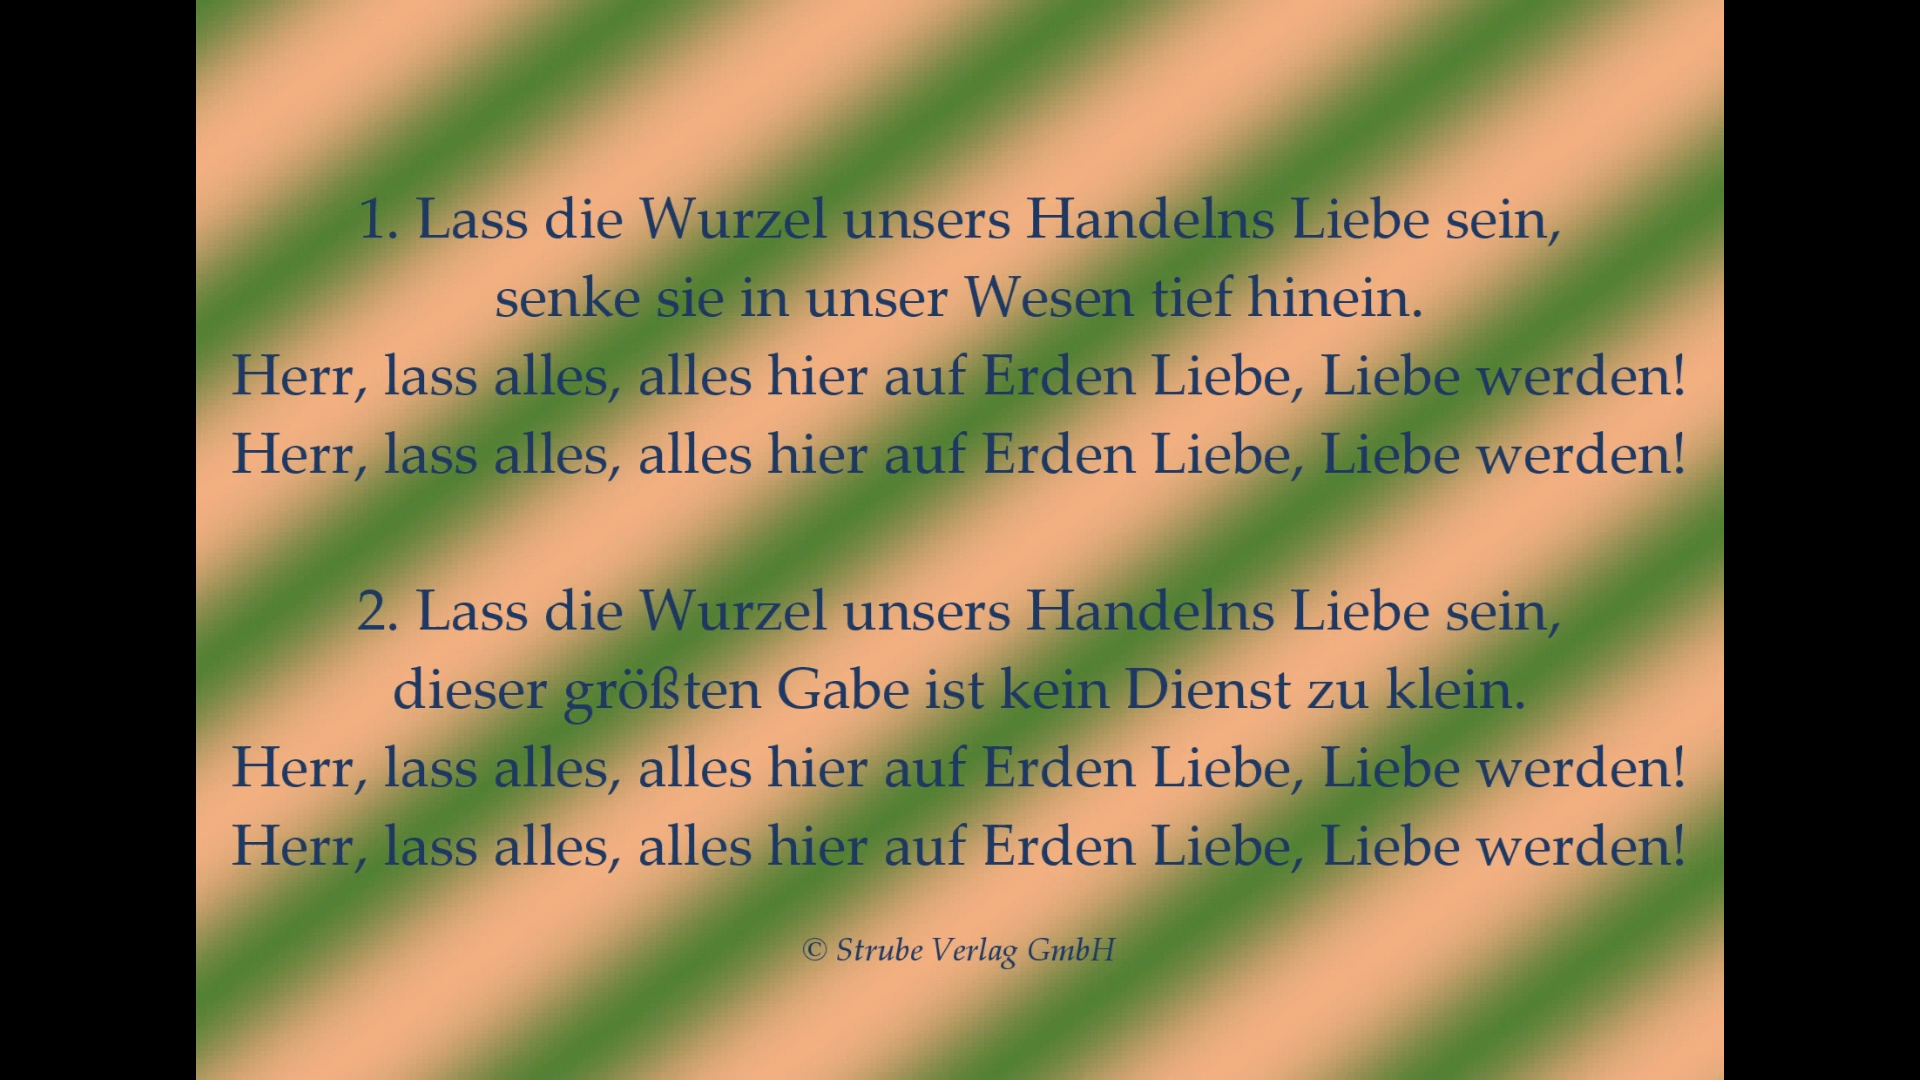 1. Lass die Wurzel unsers Handelns Liebe sein,
senke sie in unser Wesen tief hinein.
Herr, lass alles, alles hier auf Erden Liebe, Liebe werden!
Herr, lass alles, alles hier auf Erden Liebe, Liebe werden!
2. Lass die Wurzel unsers Handelns Liebe sein,
dieser größten Gabe ist kein Dienst zu klein.
Herr, lass alles, alles hier auf Erden Liebe, Liebe werden!
Herr, lass alles, alles hier auf Erden Liebe, Liebe werden!
© Strube Verlag GmbH